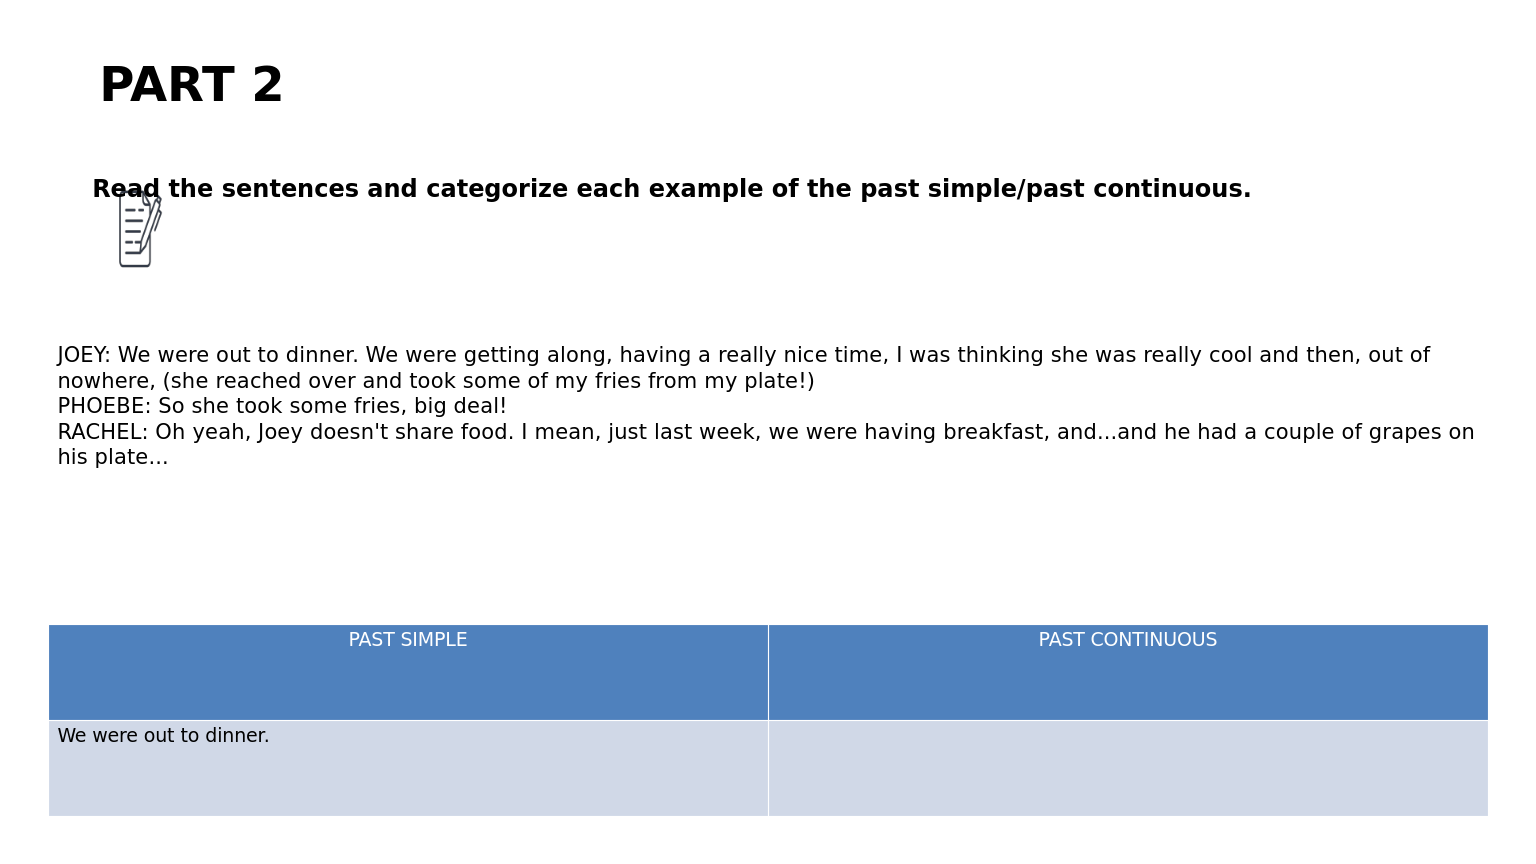 PART 2
Read the sentences and categorize each example of the past simple/past continuous.
JOEY: We were out to dinner. We were getting along, having a really nice time, I was thinking she was really cool and then, out of
nowhere, (she reached over and took some of my fries from my plate!)
PHOEBE: So she took some fries, big deal!
RACHEL: Oh yeah, Joey doesn't share food. I mean, just last week, we were having breakfast, and...and he had a couple of grapes on
his plate...
PAST SIMPLE
PAST CONTINUOUS
We were out to dinner.